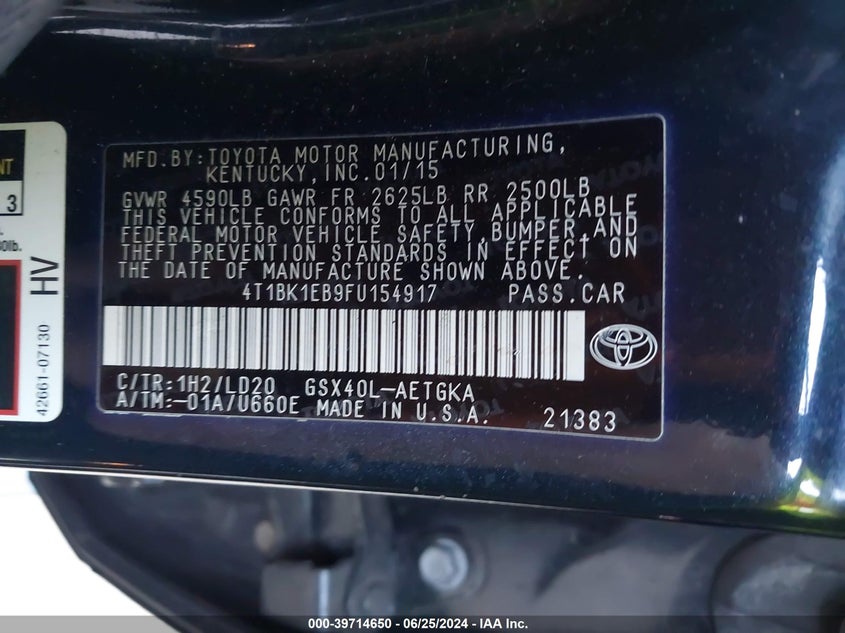 NT
3
00lb.
HV
42661-07130
MFD.BY:TOYOTA MOTOR MANUFACTURING,
KENTUCKY,INC.01/15
GVWR 4590LB GAWR FR 2625LB RR 2500LB
THIS VEHICLE CONFORMS TO ALL APPLICABLE
FEDERAL MOTOR VEHICLE SAFETY,BUMPER,AND
THEFT PREVENTION STANDARDS IN EFFECT ON
THE DATE OF MANUFACTURE SHOWN ABOVE.
4T1BK1EB9FU154917 PASS.CAR
C/TR:1H2/LD20 GSX40L-AETGKA
A/TM:-01A/U660E MADE IN U.S.A. 21383
000-39714650 / 06/25/2024 - IAA Inc.